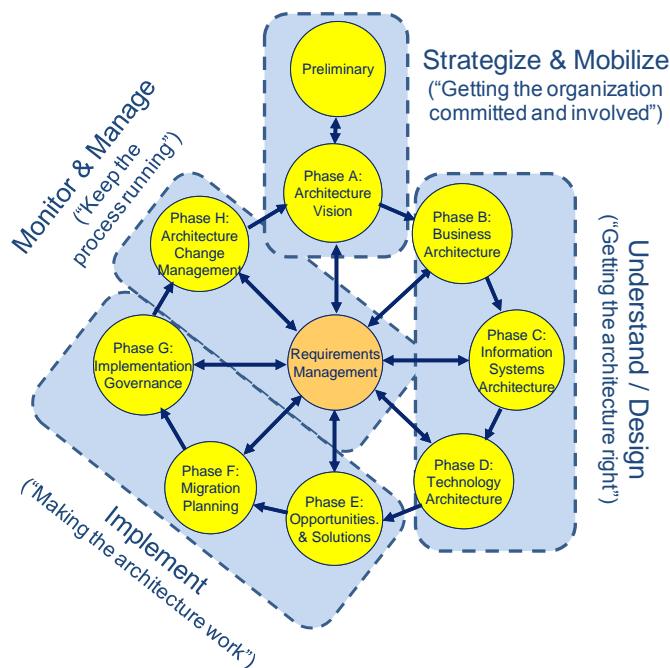 Preliminary
Strategize & Mobilize
("Getting the organization
committed and involved")
Phase A:
Architecture
Vision
Phase B:
Business
Architecture
Understand / Design
("Getting the architecture right")
Phase C:
Information
Systems
Architecture
Phase D:
Technology
Architecture
Phase E:
Opportunities.
& Solutions
Phase F:
Migration
Planning
Implement
("Making the architecture work")
Phase G:
Implementation
Governance
Phase H:
Architecture
Change
Management
Monitor & Manage
("Keep the
process running")
Requirements
Management